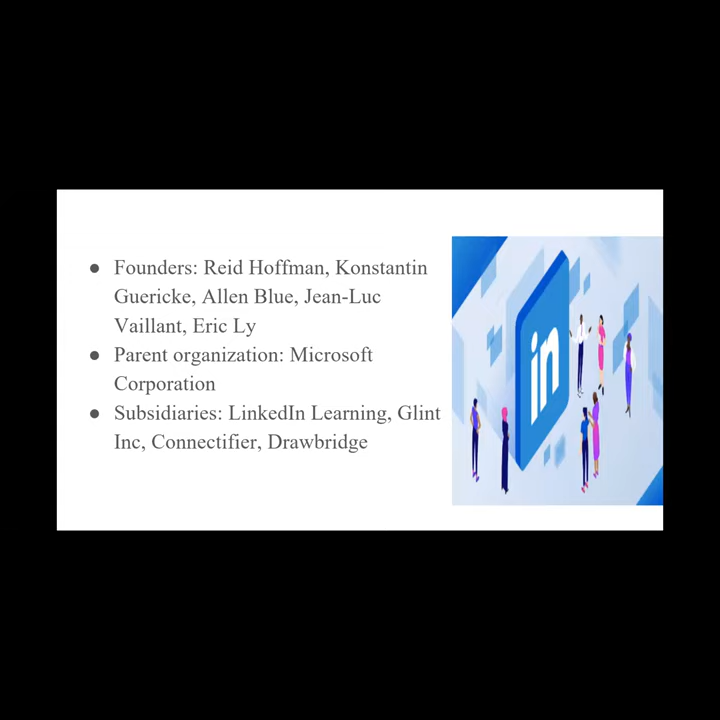 ● Founders: Reid Hoffman, Konstantin
Guericke, Allen Blue, Jean-Luc
Vaillant, Eric Ly
● Parent organization: Microsoft
Corporation
● Subsidiaries: LinkedIn Learning, Glint
Inc, Connectifier, Drawbridge
in